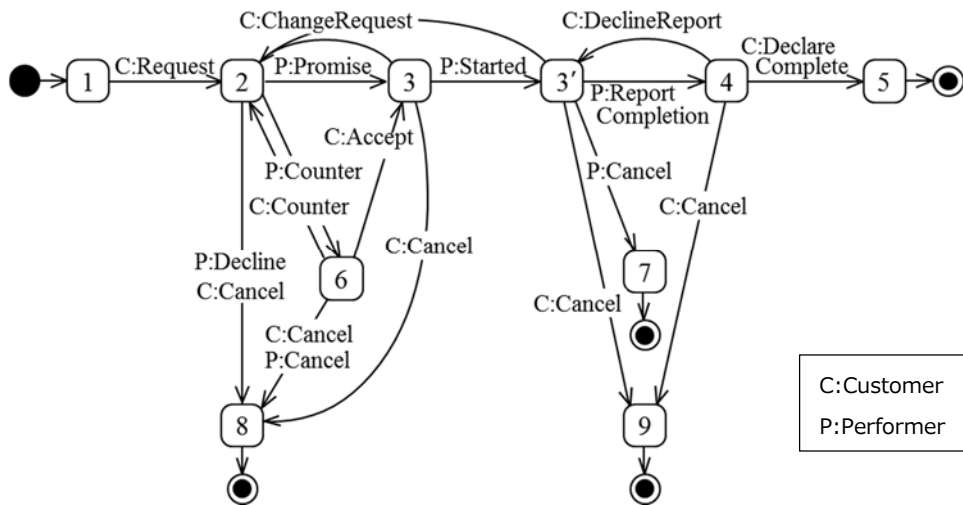 C:ChangeRequest
C:DeclineReport
C:Declare
Complete
1
C:Request
2
P:Promise
3
P:Started
3'
P:Report
Completion
4
5
C:Accept
P:Counter
P:Cancel
C:Counter
C:Cancel
C:Cancel
P:Decline
C:Cancel
6
7
C:Cancel
C:Cancel
P:Cancel
8
9
C:Customer
P:Performer